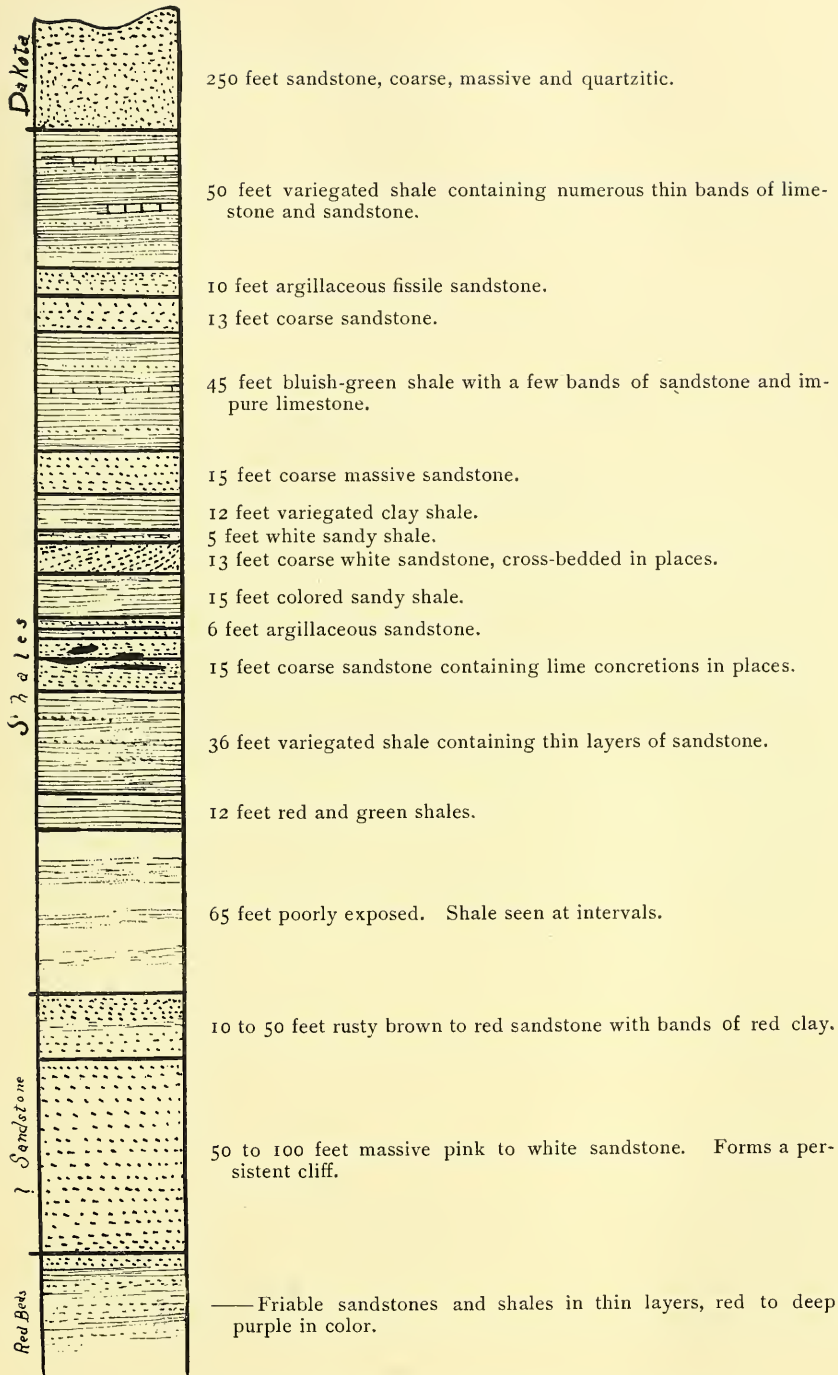 Dakota
250 feet sandstone, coarse, massive and quartzitic.
50 feet variegated shale containing numerous thin bands of lime-
stone and sandstone.
10 feet argillaceous fissile sandstone.
13 feet coarse sandstone.
45 feet bluish-green shale with a few bands of sandstone and im-
pure limestone.
15 feet coarse massive sandstone.
12 feet variegated clay shale.
5 feet white sandy shale.
13 feet coarse white sandstone, cross-bedded in places.
15 feet colored sandy shale.
Shales
6 feet argillaceous sandstone.
15 feet coarse sandstone containing lime concretions in places.
36 feet variegated shale containing thin layers of sandstone.
12 feet red and green shales.
65 feet poorly exposed. Shale seen at intervals.
10 to 50 feet rusty brown to red sandstone with bands of red clay.
? Sandstone
50 to 100 feet massive pink to white sandstone. Forms a per-
sistent cliff.
Red Beds
——Friable sandstones and shales in thin layers, red to deep
purple in color.